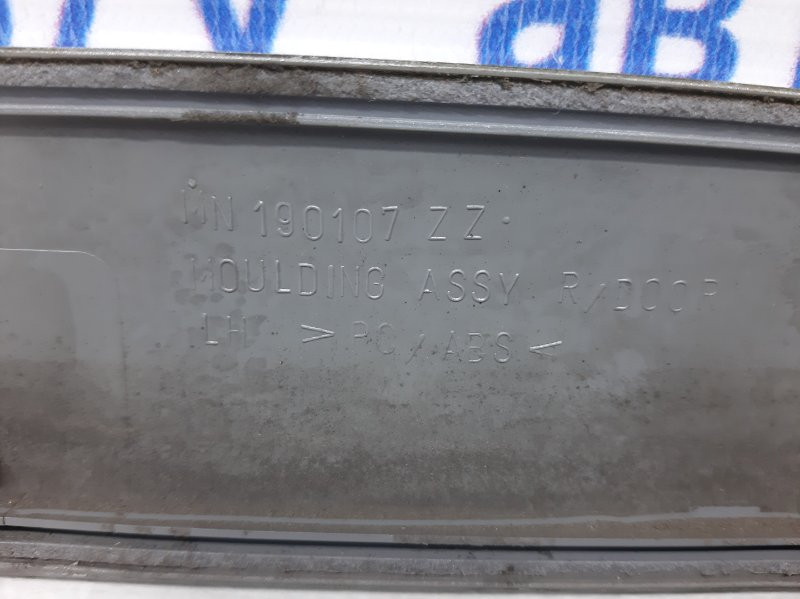 MN 190107 ZZ
MOULDING ASSY R/DOOR
LH >PC/ABS<